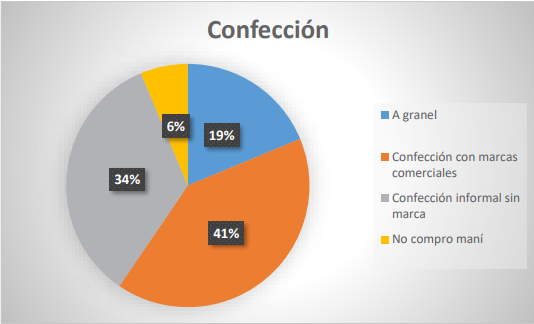 Confección
6%
19%
34%
41%
A granel
Confección con marcas
comerciales
Confección informal sin
marca
No compro maní